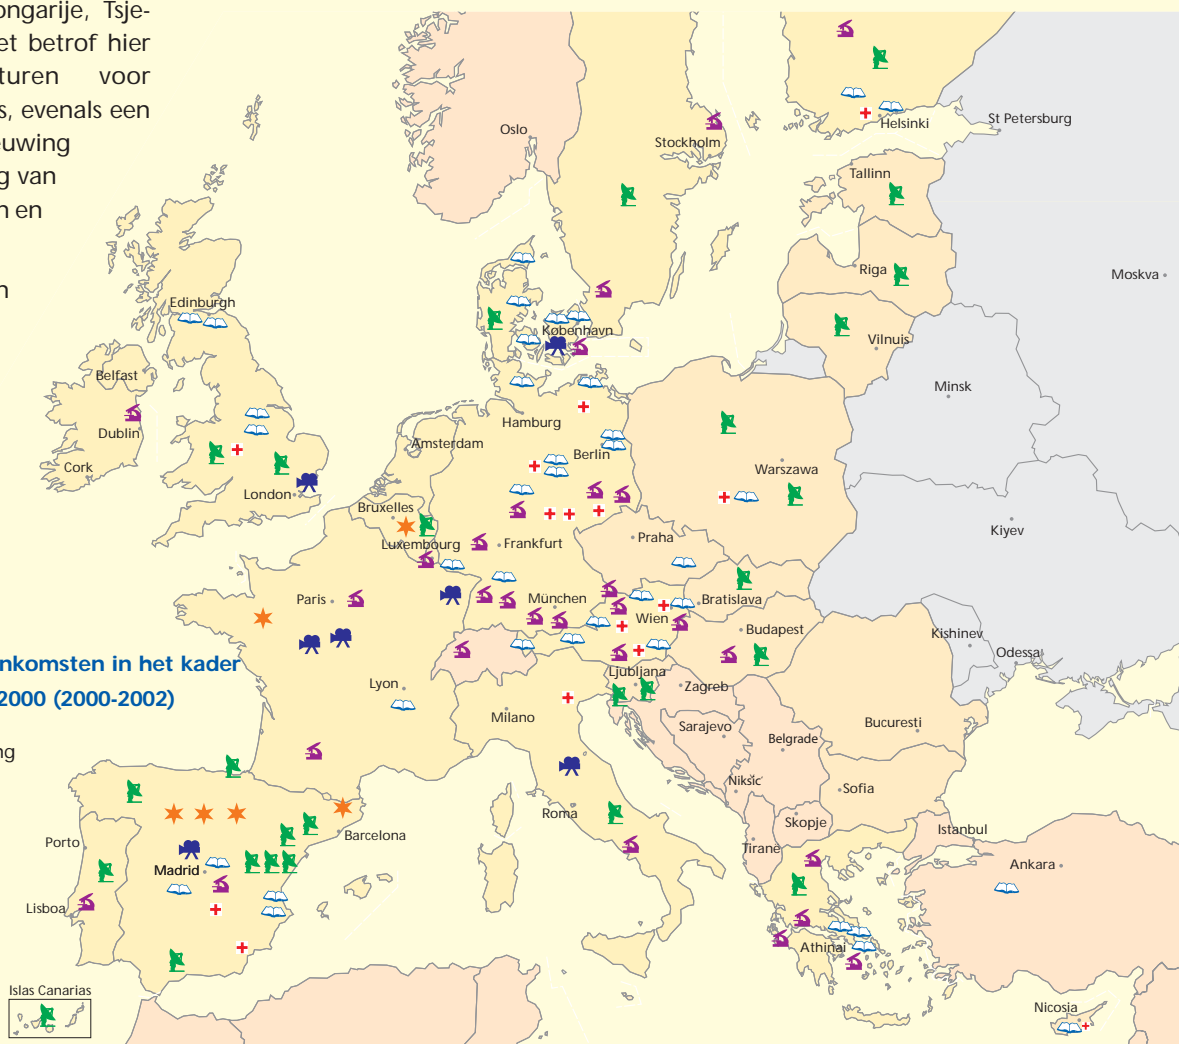 ongarije, Tsje-
et betrof hier
turen voor
s, evenals een
euwing
g van
n en
n
nkomsten in het kader
2000 (2000-2002)
ng
Oslo
Stockholm
Helsinki
St Petersburg
Tallinn
Riga
Moskva
Vilnuis
Minsk
Edinburgh
København
Belfast
Dublin
Cork
London
Hamburg
Amsterdam
Berlin
Warszawa
Bruxelles
Luxembourg
Frankfurt
Praha
Kiyev
Paris
München
Wien
Bratislava
Budapest
Kishinev
Odessa
Ljubljana
Zagreb
Lyon
Milano
Sarajevo
Belgrade
Bucuresti
Niksic
Sofia
Roma
Skopje
Tirane
Istanbul
Ankara
Porto
Barcelona
Madrid
Lisboa
Athinai
Islas Canarias
Nicosia